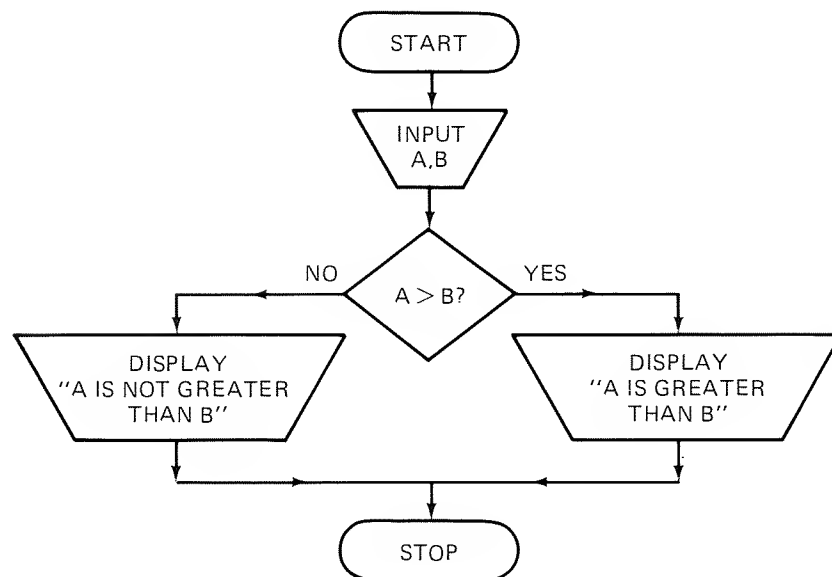 START
INPUT
A,B
A > B?
NO
YES
DISPLAY
"A IS NOT GREATER
THAN B"
DISPLAY
"A IS GREATER
THAN B"
STOP